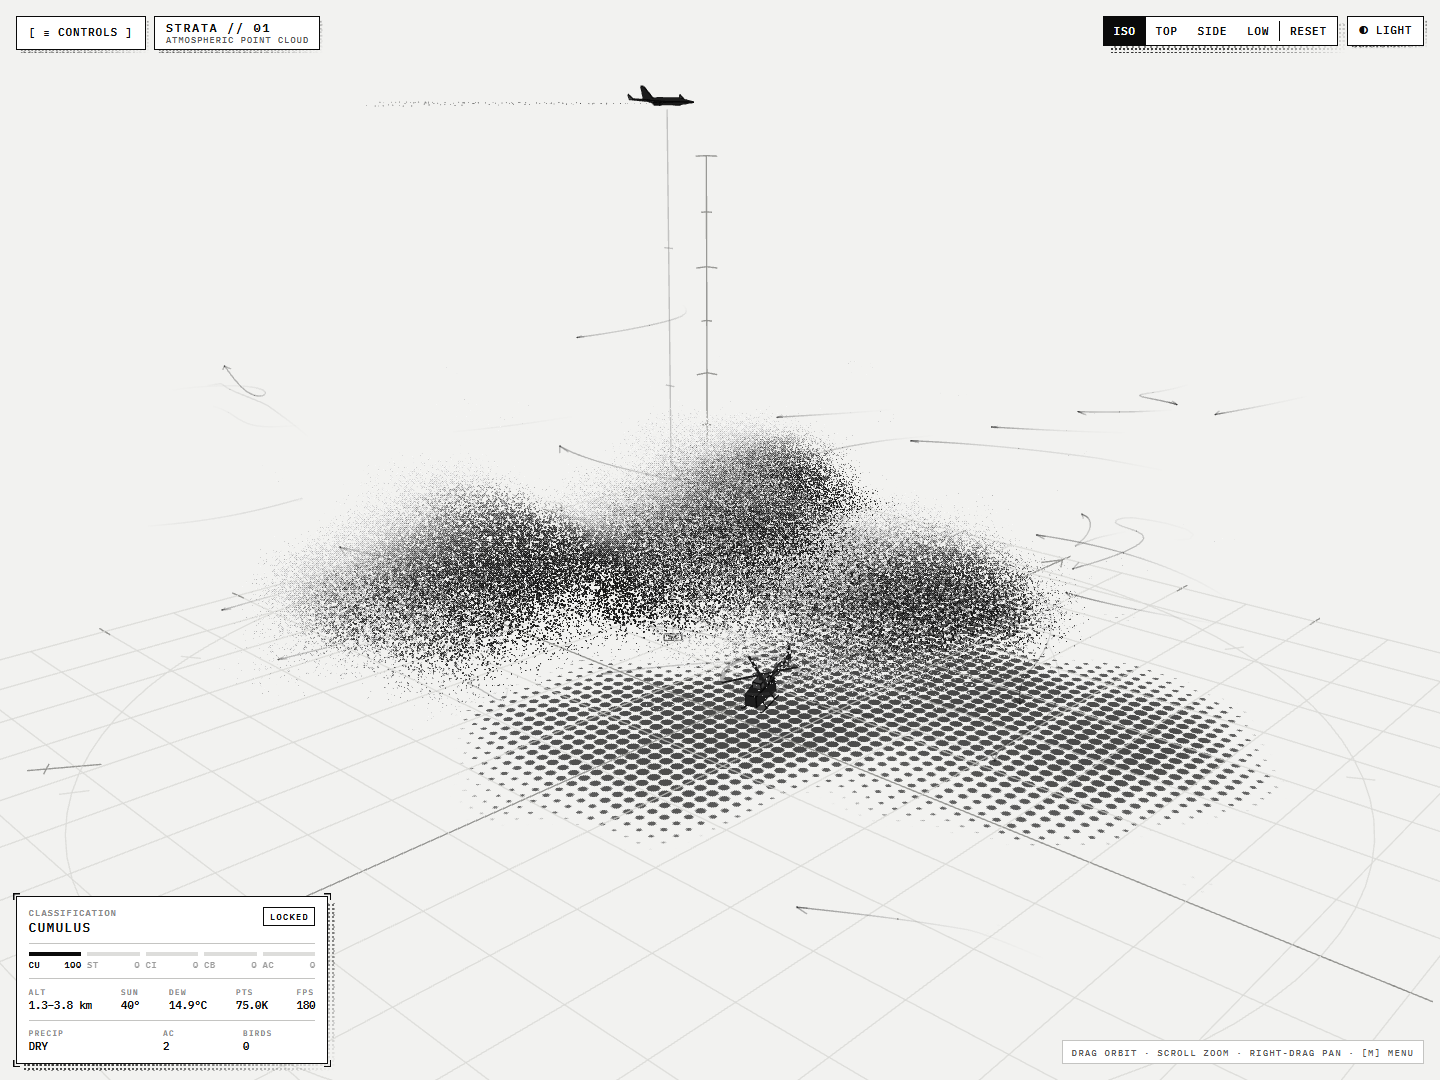 [ ≡ CONTROLS ]
STRATA // 01
ATMOSPHERIC POINT CLOUD
ISO TOP SIDE LOW RESET
◐ LIGHT
CLASSIFICATION
CUMULUS
LOCKED
CU 100 ST 0 CI 0 CB 0 AC 0
ALT SUN DEW PTS FPS
1.3–3.8 km 40° 14.9°C 75.0K 180
PRECIP AC BIRDS
DRY 2 0
DRAG ORBIT · SCROLL ZOOM · RIGHT-DRAG PAN · [M] MENU